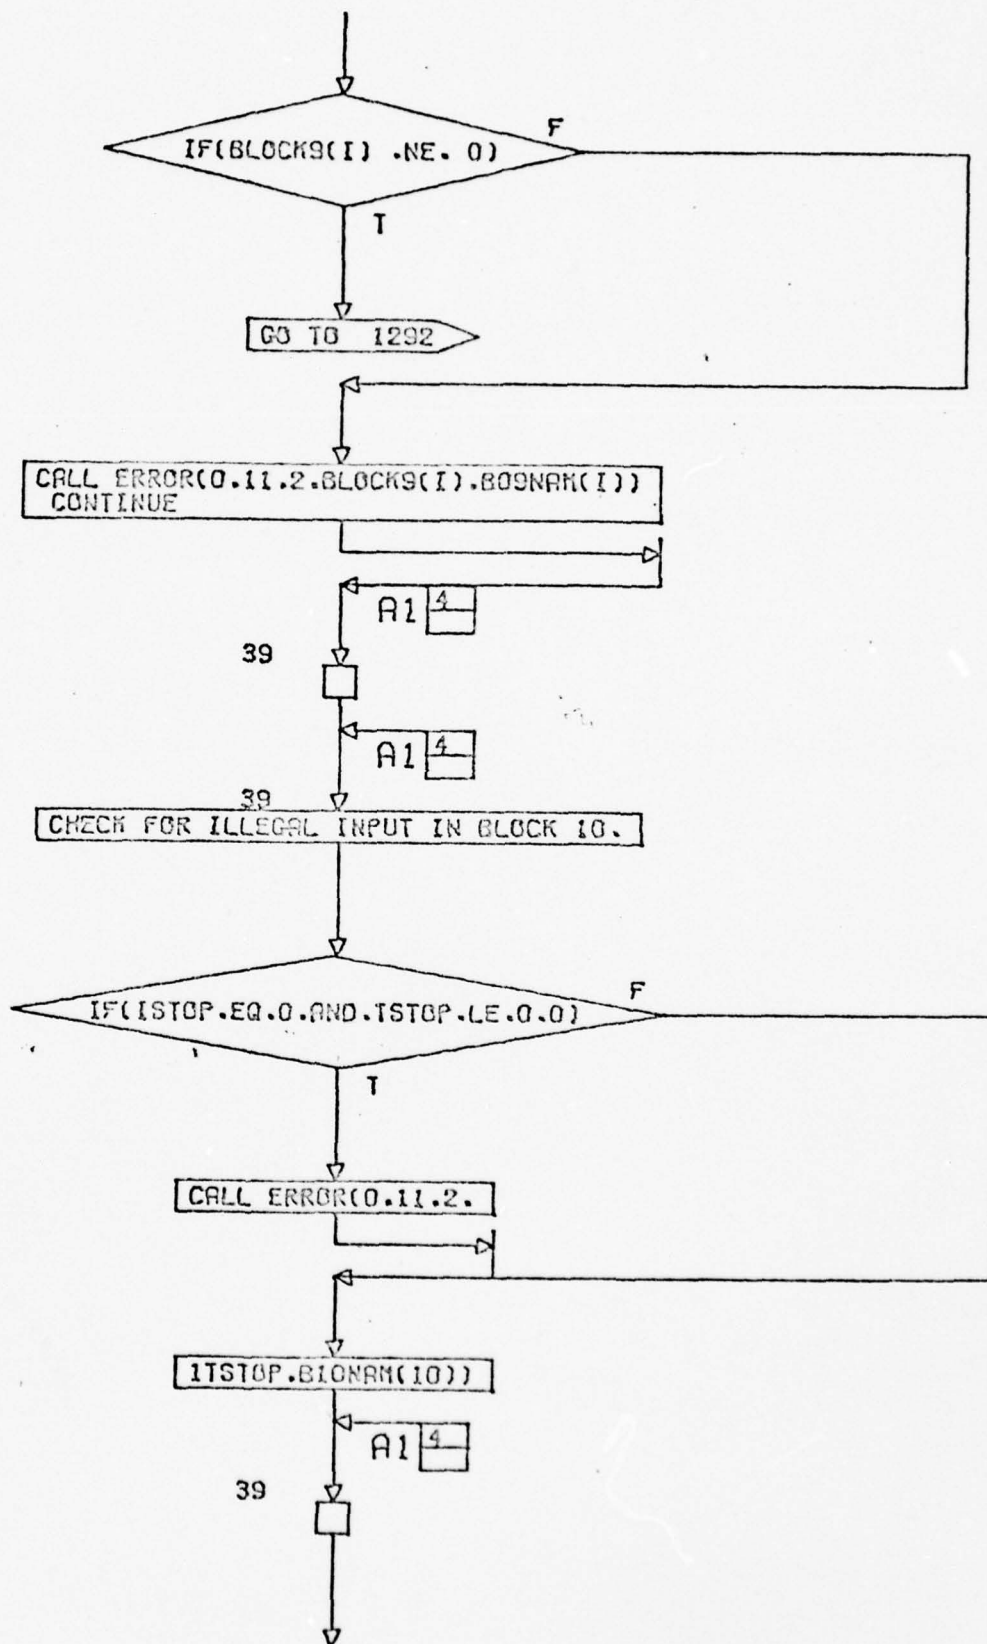 IF(BLOCK9(I) .NE. 0)
F
T
GO TO 1292
CALL ERROR(0.11.2.BLOCK9(I).B09NAM(I))
CONTINUE
A1 4
39
A1 4
39
CHECK FOR ILLEGAL INPUT IN BLOCK 10.
IF(ISTOP.EQ.0.AND.TSTOP.LE.0.0)
F
T
CALL ERROR(0.11.2.
1TSTOP.B10NAM(10))
A1 4
39